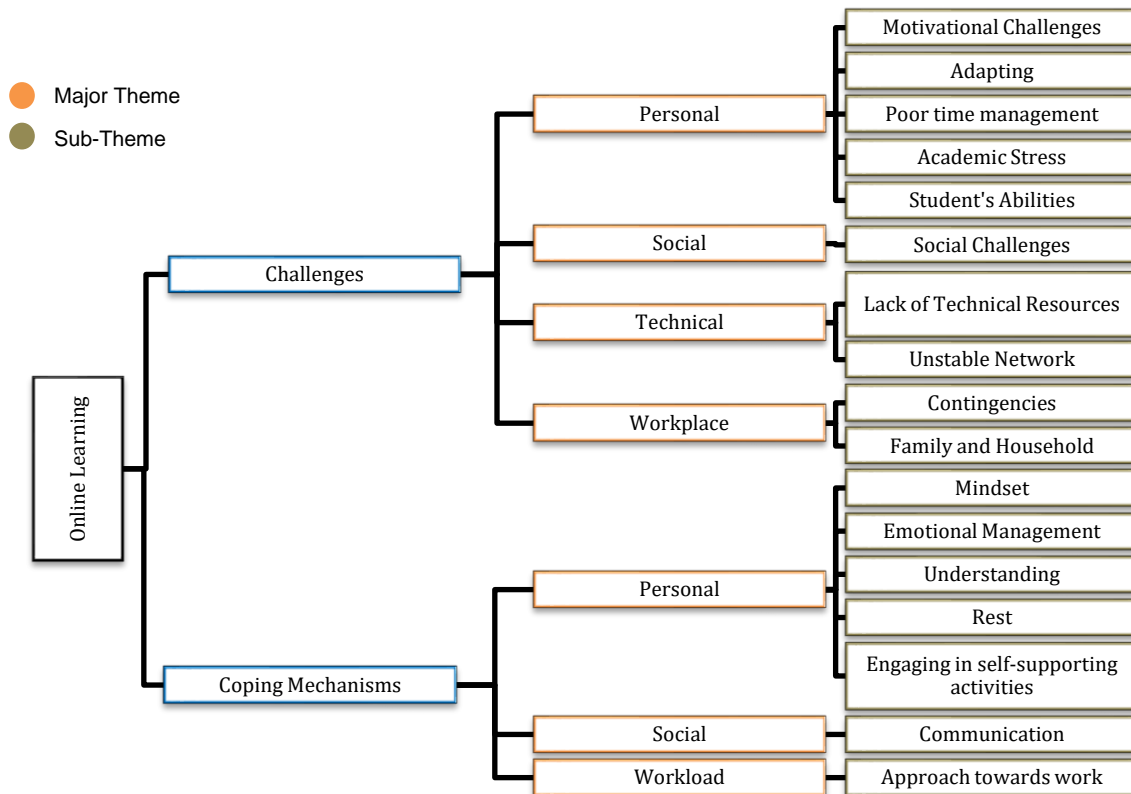 Major Theme
Sub-Theme
Online Learning
Challenges
Personal
Motivational Challenges
Adapting
Poor time management
Academic Stress
Student's Abilities
Social
Social Challenges
Technical
Lack of Technical Resources
Unstable Network
Workplace
Contingencies
Family and Household
Coping Mechanisms
Personal
Mindset
Emotional Management
Understanding
Rest
Engaging in self-supporting
activities
Social
Communication
Workload
Approach towards work